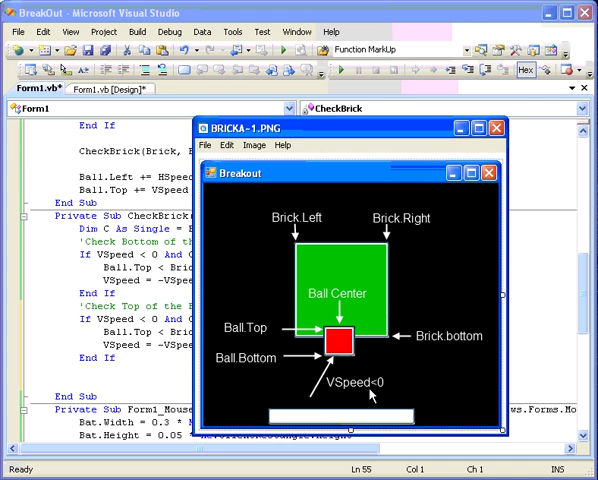 BreakOut - Microsoft Visual Studio
File Edit View Project Build Debug Data Tools Test Window Help
Function MarkUp
Hex
Form1.vb* Form1.vb [Design]*
Form1 CheckBrick
End If
CheckBrick(Brick, B
Ball.Left += HSpee
Ball.Top += VSpeed
End Sub
Private Sub CheckBrick(
Dim C As Single = B
'Check Bottom of th
If VSpeed < 0 And C
Ball.Top < Bric
VSpeed = -VSpee
End If
'Check Top of the B
If VSpeed < 0 And C
Ball.Top < Bric
VSpeed = -VSpee
End If
End Sub
Private Sub Form1_Mouse
ws.Forms.Mo
Bat.Width = 0.3 *
Bat.Height = 0.05 *
BRICKA~1.PNG
File Edit Image Help
Breakout
Brick.Left Brick.Right
Ball Center
Ball.Top
Brick.bottom
Ball.Bottom
VSpeed<0
Ready Ln 55 Col 1 Ch 1 INS